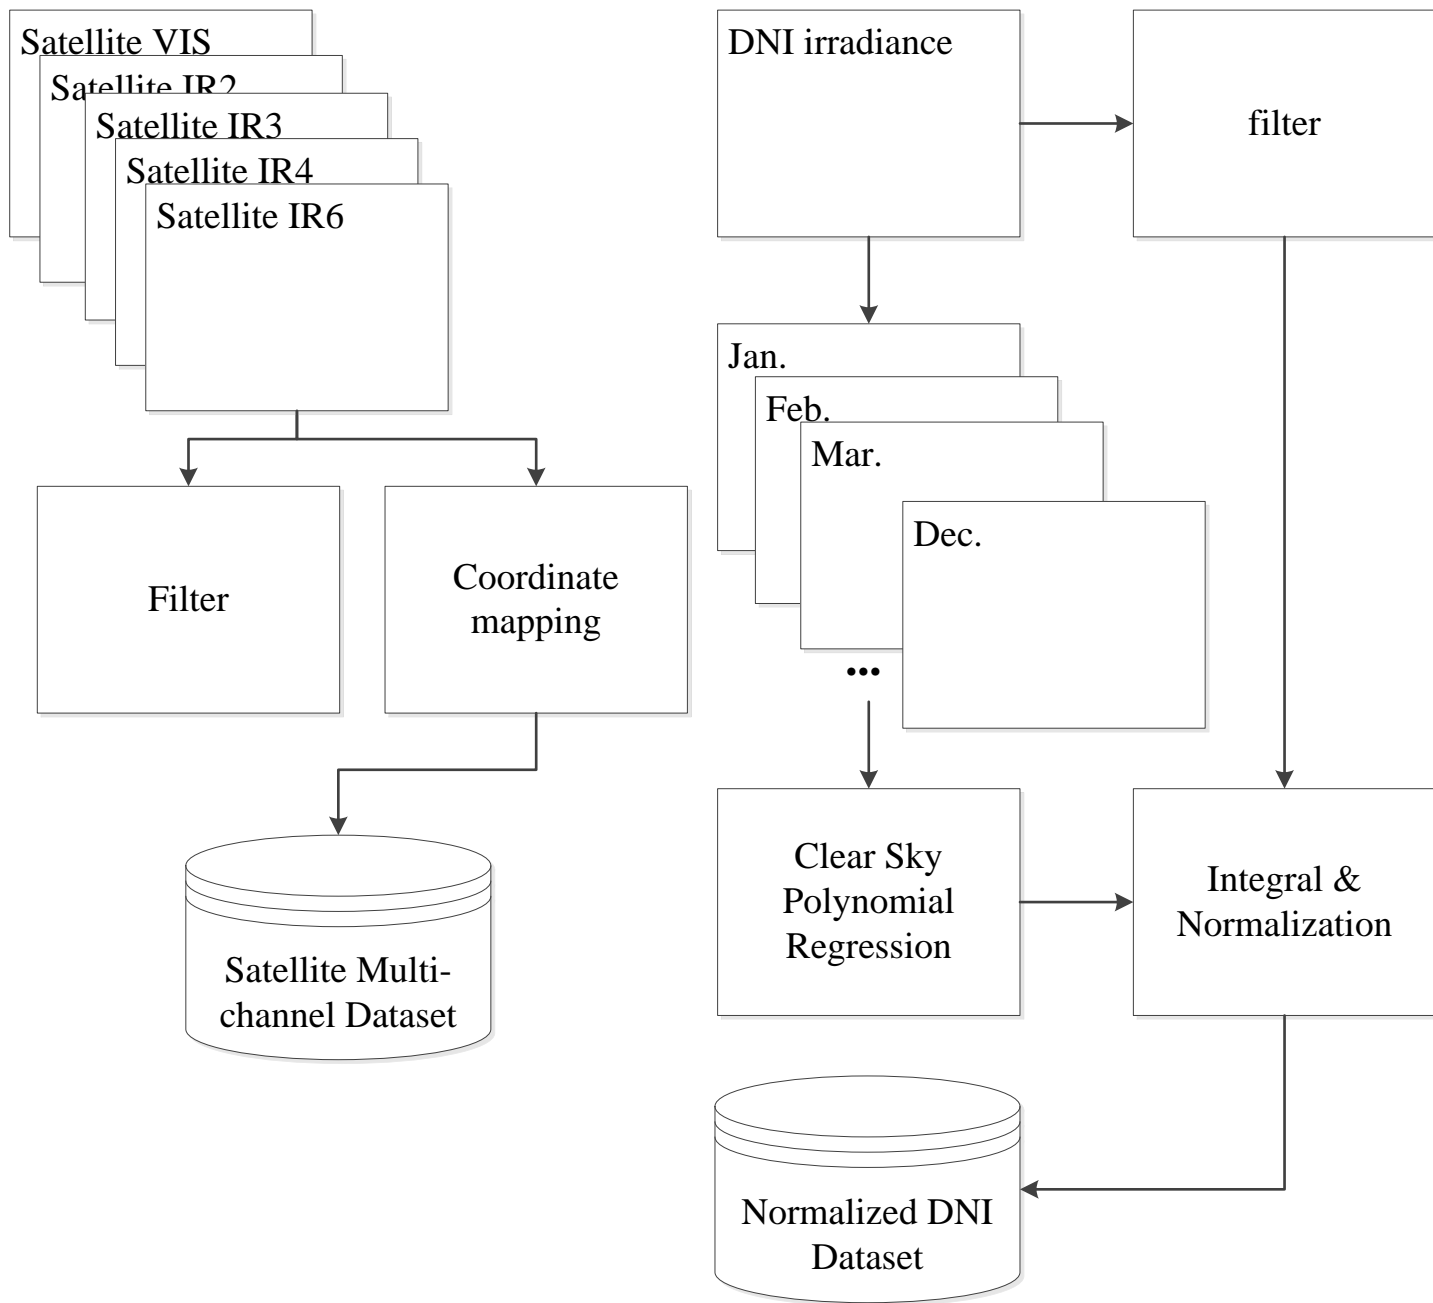 Satellite VIS
Satellite IR2
Satellite IR3
Satellite IR4
Satellite IR6
Filter
Coordinate
mapping
Satellite Multi-
channel Dataset
DNI irradiance
filter
Jan.
Feb.
Mar.
Dec.
...
Clear Sky
Polynomial
Regression
Integral &
Normalization
Normalized DNI
Dataset